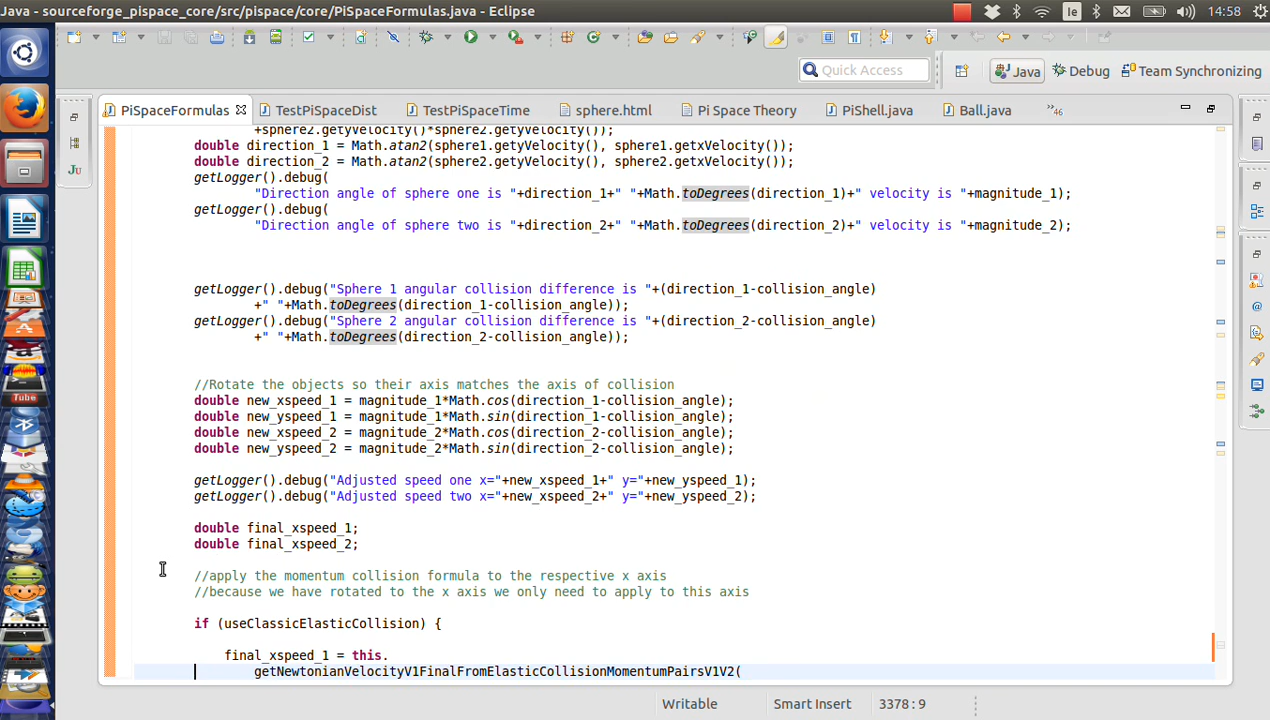 Java - sourceforge_pispace_core/src/pispace/core/PiSpaceFormulas.java - Eclipse
Ie
14:58
Quick Access
Java
Debug
Team Synchronizing
PiSpaceFormulas
TestPiSpaceDist
TestPiSpaceTime
sphere.html
Pi Space Theory
PiShell.java
Ball.java
»46
+sphere2.getyVelocity()*sphere2.getyVelocity());
double direction_1 = Math.atan2(sphere1.getyVelocity(), sphere1.getxVelocity());
double direction_2 = Math.atan2(sphere2.getyVelocity(), sphere2.getxVelocity());
getLogger().debug(
"Direction angle of sphere one is "+direction_1+" "+Math.toDegrees(direction_1)+" velocity is "+magnitude_1);
getLogger().debug(
"Direction angle of sphere two is "+direction_2+" "+Math.toDegrees(direction_2)+" velocity is "+magnitude_2);
getLogger().debug("Sphere 1 angular collision difference is "+(direction_1-collision_angle)
+" "+Math.toDegrees(direction_1-collision_angle));
getLogger().debug("Sphere 2 angular collision difference is "+(direction_2-collision_angle)
+" "+Math.toDegrees(direction_2-collision_angle));
//Rotate the objects so their axis matches the axis of collision
double new_xspeed_1 = magnitude_1*Math.cos(direction_1-collision_angle);
double new_yspeed_1 = magnitude_1*Math.sin(direction_1-collision_angle);
double new_xspeed_2 = magnitude_2*Math.cos(direction_2-collision_angle);
double new_yspeed_2 = magnitude_2*Math.sin(direction_2-collision_angle);
getLogger().debug("Adjusted speed one x="+new_xspeed_1+" y="+new_yspeed_1);
getLogger().debug("Adjusted speed two x="+new_xspeed_2+" y="+new_yspeed_2);
double final_xspeed_1;
double final_xspeed_2;
//apply the momentum collision formula to the respective x axis
//because we have rotated to the x axis we only need to apply to this axis
if (useClassicElasticCollision) {
final_xspeed_1 = this.
getNewtonianVelocityV1FinalFromElasticCollisionMomentumPairsV1V2(
Writable
Smart Insert
3378:9
JU
Tube